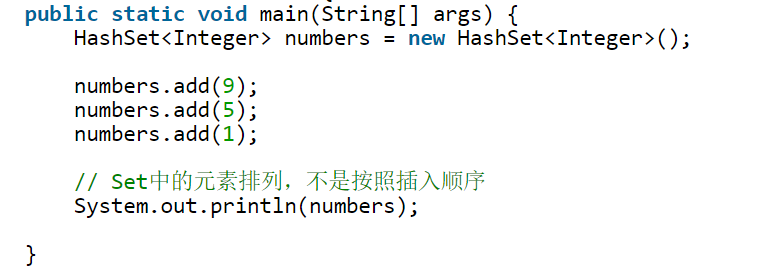 public static void main(String[] args) {
    HashSet<Integer> numbers = new HashSet<Integer>();
    numbers.add(9);
    numbers.add(5);
    numbers.add(1);
    // Set中的元素排列，不是按照插入顺序
    System.out.println(numbers);
}